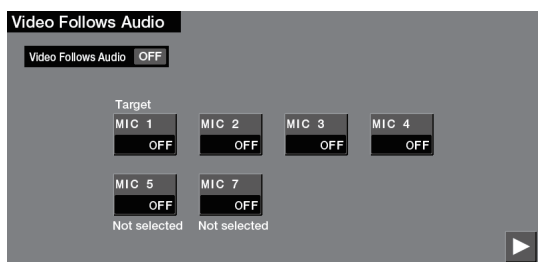 Video Follows Audio
Video Follows Audio OFF
Target
MIC 1 MIC 2 MIC 3 MIC 4
OFF OFF OFF OFF
MIC 5 MIC 7
OFF OFF
Not selected Not selected